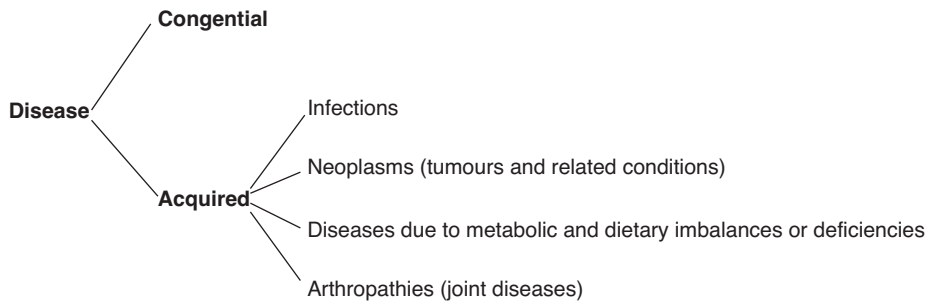 Congential
Disease
Infections
Neoplasms (tumours and related conditions)
Acquired
Diseases due to metabolic and dietary imbalances or deficiencies
Arthropathies (joint diseases)